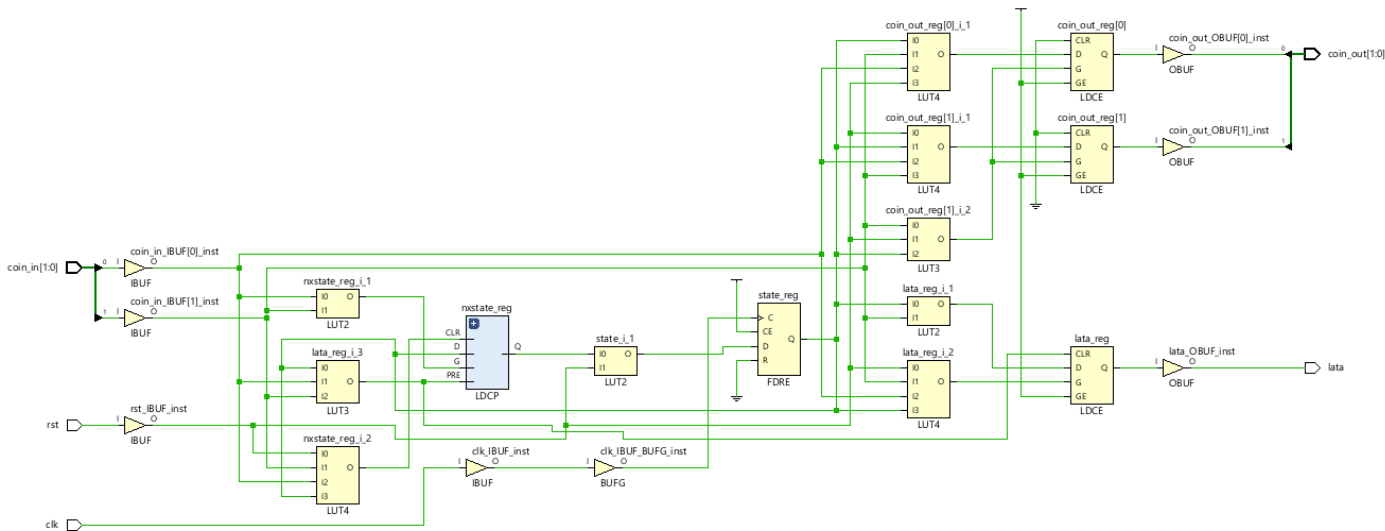 coin_out_reg[0]_i_1
I0
I1
I2
I3
O
LUT4
coin_out_reg[0]
CLR
D
G
GE
Q
LDCE
coin_out_OBUF[0]_inst
I
O
OBUF
0
coin_out[1:0]
coin_out_reg[1]_i_1
I0
I1
I2
I3
O
LUT4
coin_out_reg[1]
CLR
D
G
GE
Q
LDCE
coin_out_OBUF[1]_inst
I
O
OBUF
1
coin_out_reg[1]_i_2
I0
I1
I2
O
LUT3
coin_in[1:0]
0
coin_in_IBUF[0]_inst
I
O
IBUF
1
coin_in_IBUF[1]_inst
I
O
IBUF
nxstate_reg_i_1
I0
I1
O
LUT2
nxstate_reg
CLR
D
G
PRE
Q
LDCP
state_i_1
I0
I1
O
LUT2
state_reg
C
CE
D
R
Q
FDRE
lata_reg_i_1
I0
I1
O
LUT2
lata_reg_i_3
I0
I1
I2
O
LUT3
lata_reg_i_2
I0
I1
I2
I3
O
LUT4
lata_reg
CLR
D
G
GE
Q
LDCE
lata_OBUF_inst
I
O
OBUF
lata
rst
rst_IBUF_inst
I
O
IBUF
nxstate_reg_i_2
I0
I1
I2
I3
O
LUT4
clk_IBUF_inst
I
O
IBUF
clk_IBUF_BUFG_inst
I
O
BUFG
clk